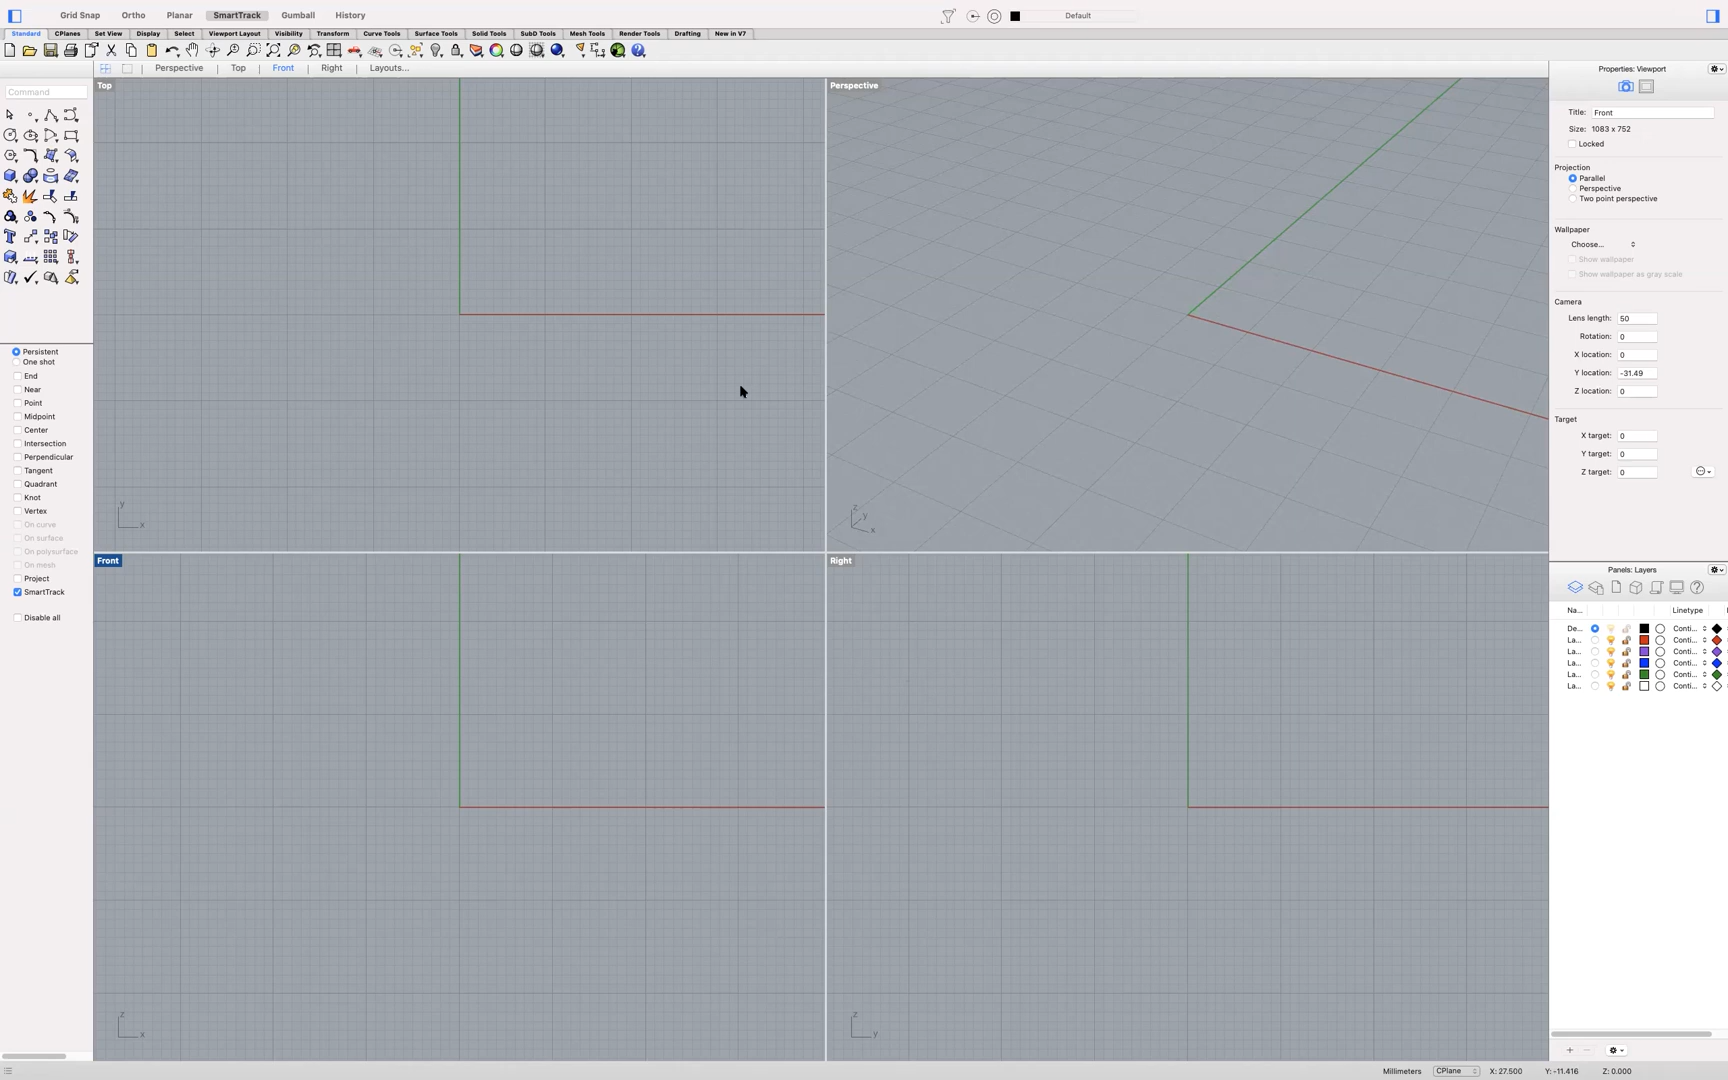 Grid Snap Ortho Planar SmartTrack Gumball History Default
Standard CPlanes Set View Display Select Viewport Layout Visibility Transform Curve Tools Surface Tools Solid Tools SubD Tools Mesh Tools Render Tools Drafting New in V7
Perspective Top Front Right Layouts...
Command
Persistent
One shot
End
Near
Point
Midpoint
Center
Intersection
Perpendicular
Tangent
Quadrant
Knot
Vertex
On curve
On surface
On polysurface
On mesh
Project
SmartTrack
Disable all
Top
y
x
Perspective
z
y
x
Front
z
x
Right
z
y
Properties: Viewport
Title: Front
Size: 1083 x 752
Locked
Projection
Parallel
Perspective
Two point perspective
Wallpaper
Choose...
Show wallpaper
Show wallpaper as gray scale
Camera
Lens length: 50
Rotation: 0
X location: 0
Y location: -31.49
Z location: 0
Target
X target: 0
Y target: 0
Z target: 0
Panels: Layers
Na... Linetype
De... Conti...
La... Conti...
La... Conti...
La... Conti...
La... Conti...
La... Conti...
Millimeters CPlane X: 27.500 Y: -11.416 Z: 0.000